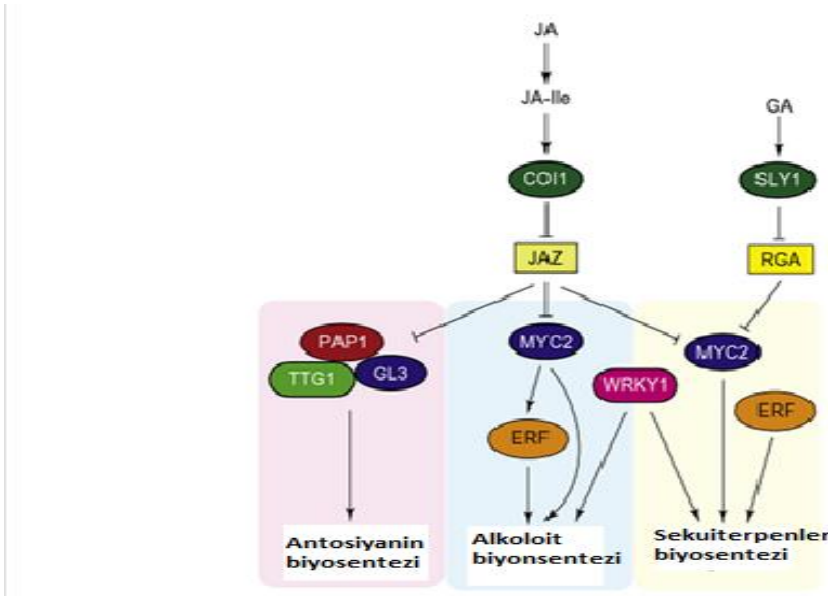 JA
JA-Ile
GA
COI1
SLY1
JAZ
RGA
PAP1
TTG1
GL3
MYC2
MYC2
WRKY1
ERF
ERF
Antosiyanin
biyosentezi
Alkoloit
biyonsentezi
Sekuiterpenler
biyosentezi